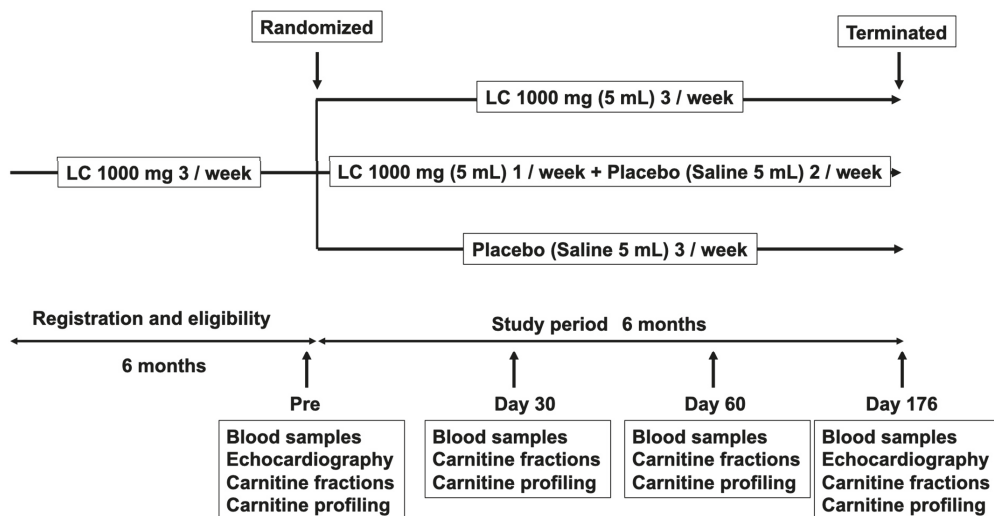 Randomized
Terminated
LC 1000 mg (5 mL) 3 / week
LC 1000 mg 3 / week
LC 1000 mg (5 mL) 1 / week + Placebo (Saline 5 mL) 2 / week
Placebo (Saline 5 mL) 3 / week
Registration and eligibility
6 months
Study period 6 months
Pre
Blood samples
Echocardiography
Carnitine fractions
Carnitine profiling
Day 30
Blood samples
Carnitine fractions
Carnitine profiling
Day 60
Blood samples
Carnitine fractions
Carnitine profiling
Day 176
Blood samples
Echocardiography
Carnitine fractions
Carnitine profiling